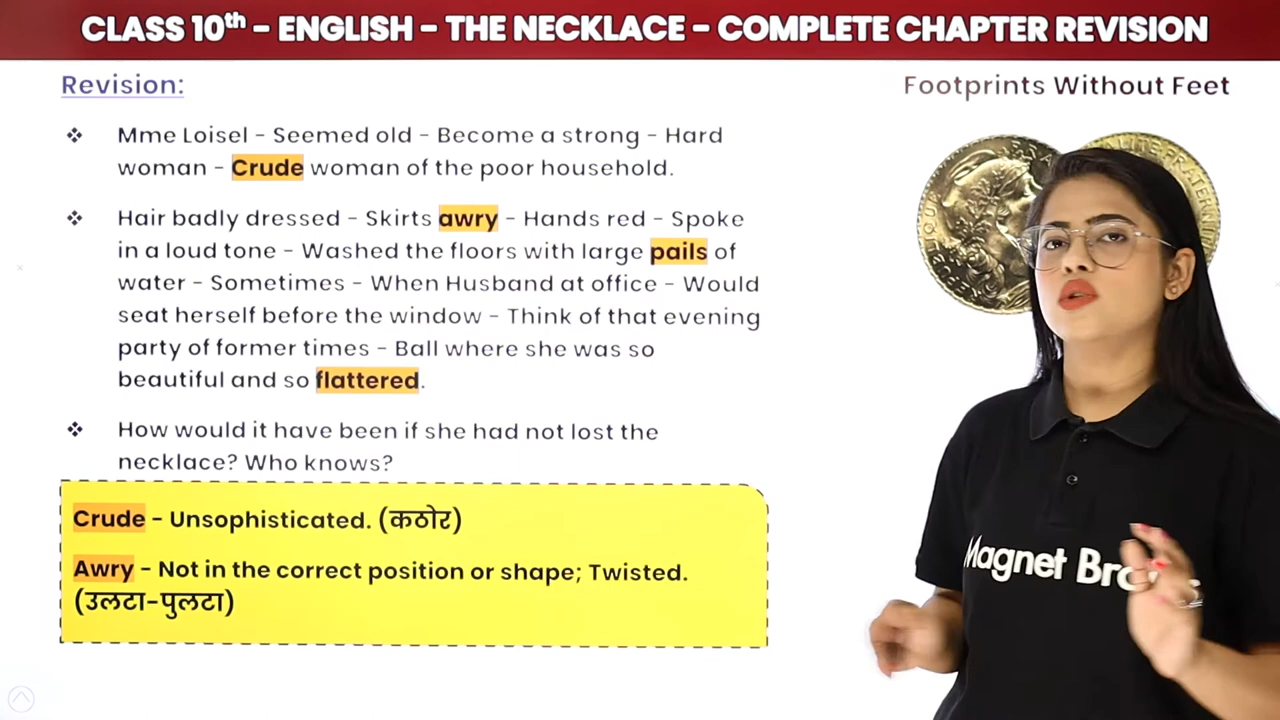 CLASS 10th - ENGLISH - THE NECKLACE - COMPLETE CHAPTER REVISION
Revision:
Footprints Without Feet
❖ Mme Loisel - Seemed old - Become a strong - Hard
woman - Crude woman of the poor household.
❖ Hair badly dressed - Skirts awry - Hands red - Spoke
in a loud tone - Washed the floors with large pails of
water - Sometimes - When Husband at office - Would
seat herself before the window - Think of that evening
party of former times - Ball where she was so
beautiful and so flattered.
❖ How would it have been if she had not lost the
necklace? Who knows?
Crude - Unsophisticated. (कठोर)
Awry - Not in the correct position or shape; Twisted.
(उलटा-पुलटा)
Magnet